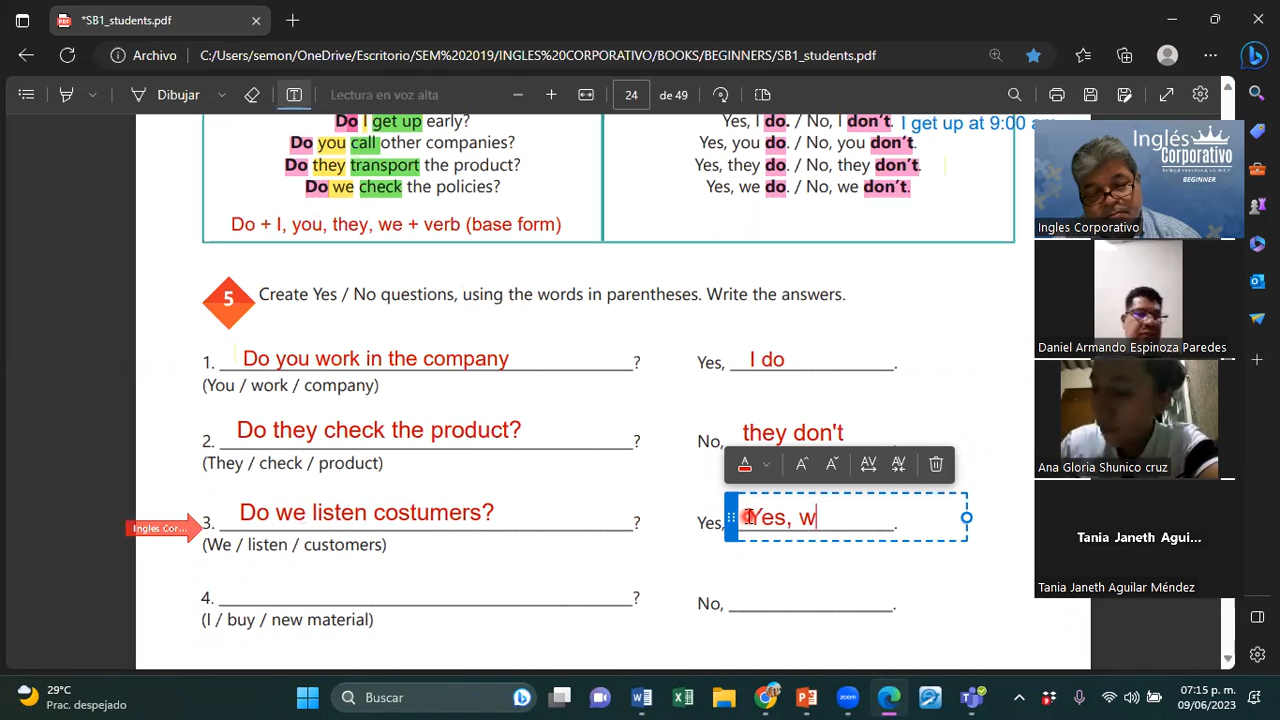 *SB1_students.pdf
Archivo
C:/Users/semon/OneDrive/Escritorio/SEM%202019/INGLES%20CORPORATIVO/BOOKS/BEGINNERS/SB1_students.pdf
Dibujar
Lectura en voz alta
24
de 49
Do I get up early?
Yes, I do. / No, I don't.
I get up at 9:00 am
Do you call other companies?
Yes, you do. / No, you don't.
Do they transport the product?
Yes, they do. / No, they don't.
Do we check the policies?
Yes, we do. / No, we don't.
Do + I, you, they, we + verb (base form)
Inglés
Corporativo
BEGINNER
Ingles Corporativo
5
Create Yes / No questions, using the words in parentheses. Write the answers.
1. Do you work in the company ?
Yes, I do .
(You / work / company)
Daniel Armando Espinoza Paredes
2. Do they check the product? ?
No, they don't
(They / check / product)
Ana Gloria Shunico cruz
3. Do we listen costumers? ?
Yes, Yes, w .
Ingles Cor...
(We / listen / customers)
Tania Janeth Aguil...
Tania Janeth Aguilar Méndez
4. ?
No, .
(I / buy / new material)
29°C
Prac. despejado
Buscar
07:15 p. m.
09/06/2023